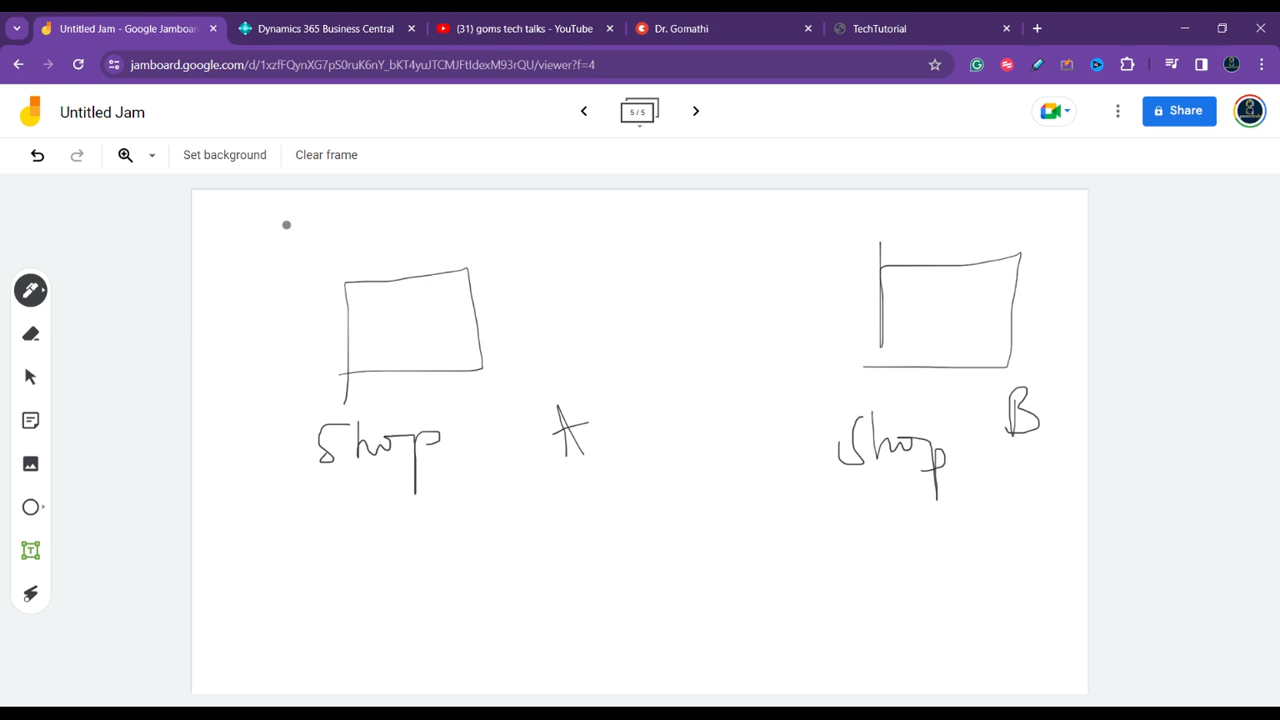 Untitled Jam - Google Jamboard
Dynamics 365 Business Central
(31) goms tech talks - YouTube
Dr. Gomathi
TechTutorial
jamboard.google.com/d/1xzfFQynXG7pS0ruK6nY_bKT4yuJTCMJFtIdexM93rQU/viewer?f=4
Untitled Jam
5 / 5
Share
Set background
Clear frame
Shop A
Shop B